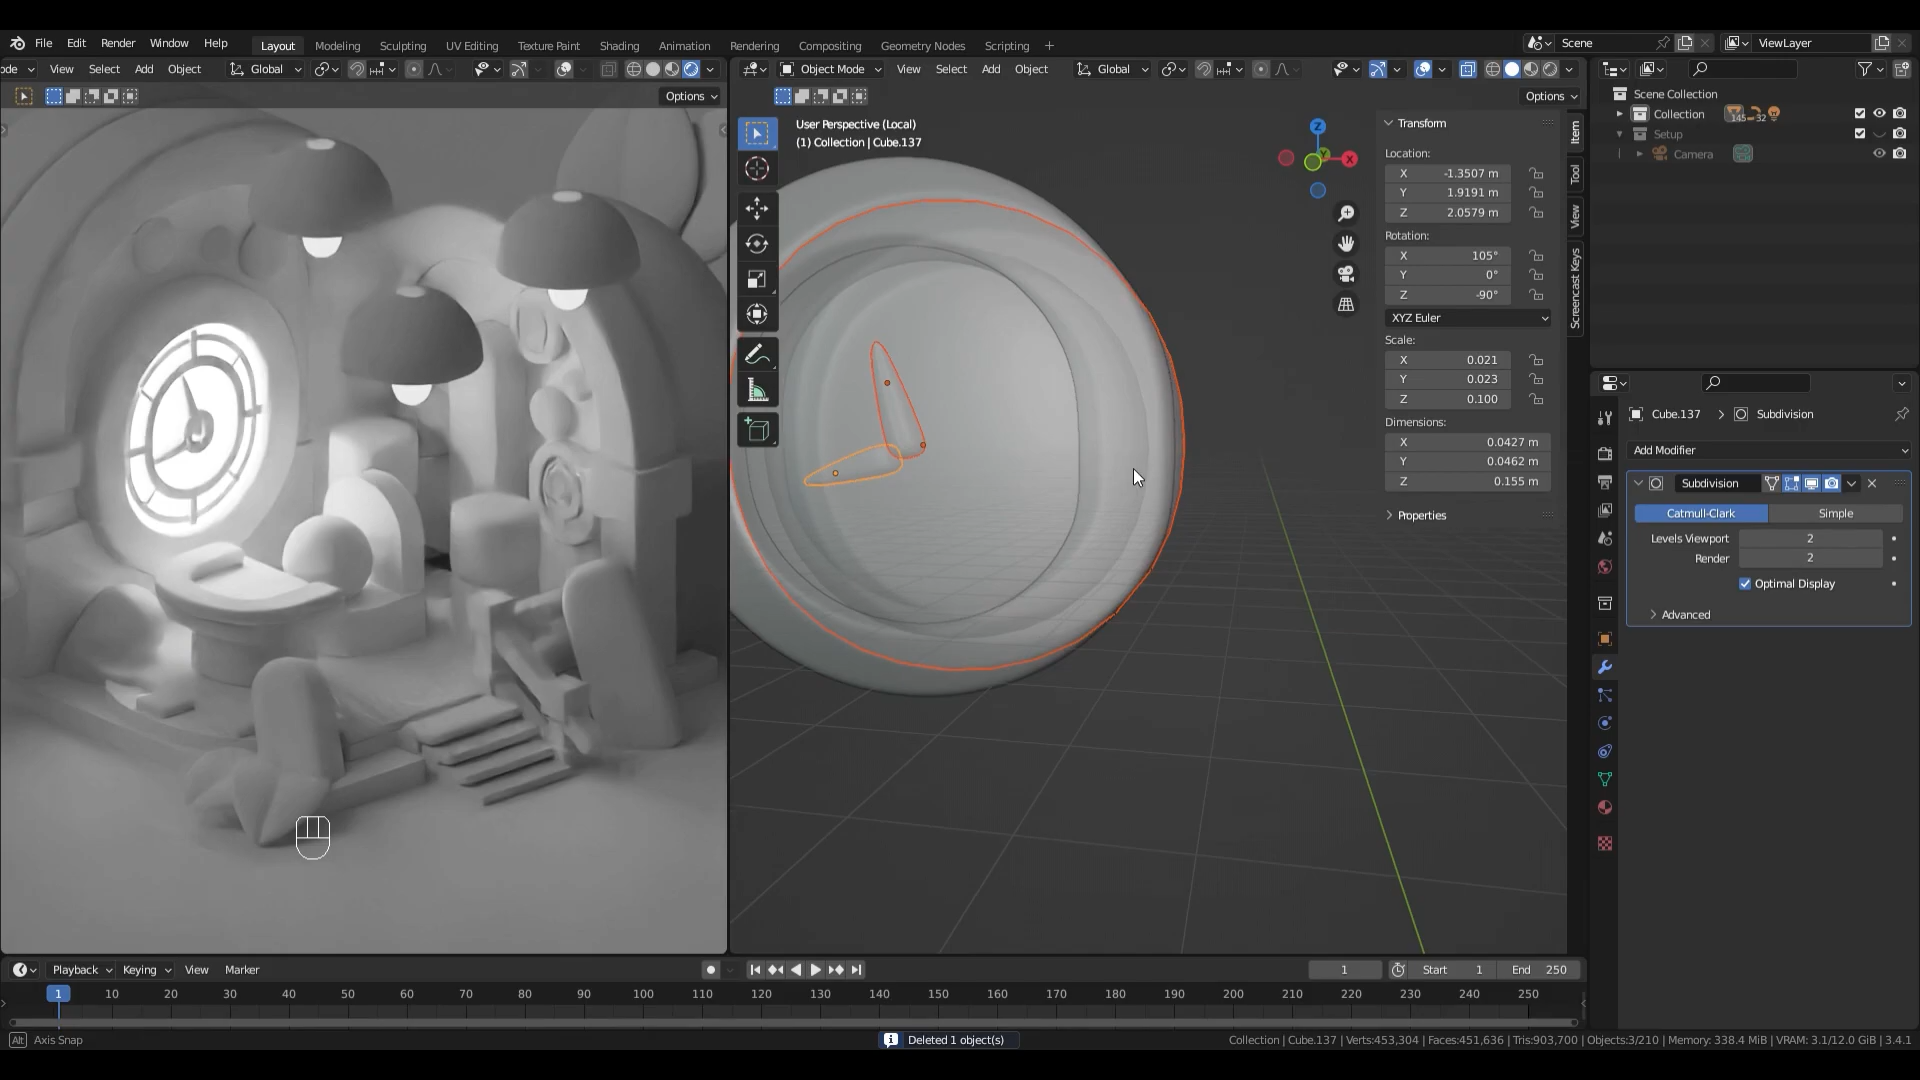 File Edit Render Window Help Layout Modeling Sculpting UV Editing Texture Paint Shading Animation Rendering Compositing Geometry Nodes Scripting + Scene ViewLayer
ode View Select Add Object Global Object Mode View Select Add Object Global
Options Options
User Perspective (Local)
(1) Collection | Cube.137
Z
X
Y
Transform
Location:
X -1.3507 m
Y 1.9191 m
Z 2.0579 m
Rotation:
X 105°
Y 0°
Z -90°
XYZ Euler
Scale:
X 0.021
Y 0.023
Z 0.100
Dimensions:
X 0.0427 m
Y 0.0462 m
Z 0.155 m
Properties
Item
Tool
View
Screencast Keys
Scene Collection
Collection 145 32
Setup
Camera
Cube.137 Subdivision
Add Modifier
Subdivision
Catmull-Clark Simple
Levels Viewport 2
Render 2
Optimal Display
Advanced
Playback Keying View Marker 1 Start 1 End 250
1 10 20 30 40 50 60 70 80 90 100 110 120 130 140 150 160 170 180 190 200 210 220 230 240 250
Alt Axis Snap Deleted 1 object(s) Collection | Cube.137 | Verts:453,304 | Faces:451,636 | Tris:903,700 | Objects:3/210 | Memory: 338.4 MiB | VRAM: 3.1/12.0 GiB | 3.4.1